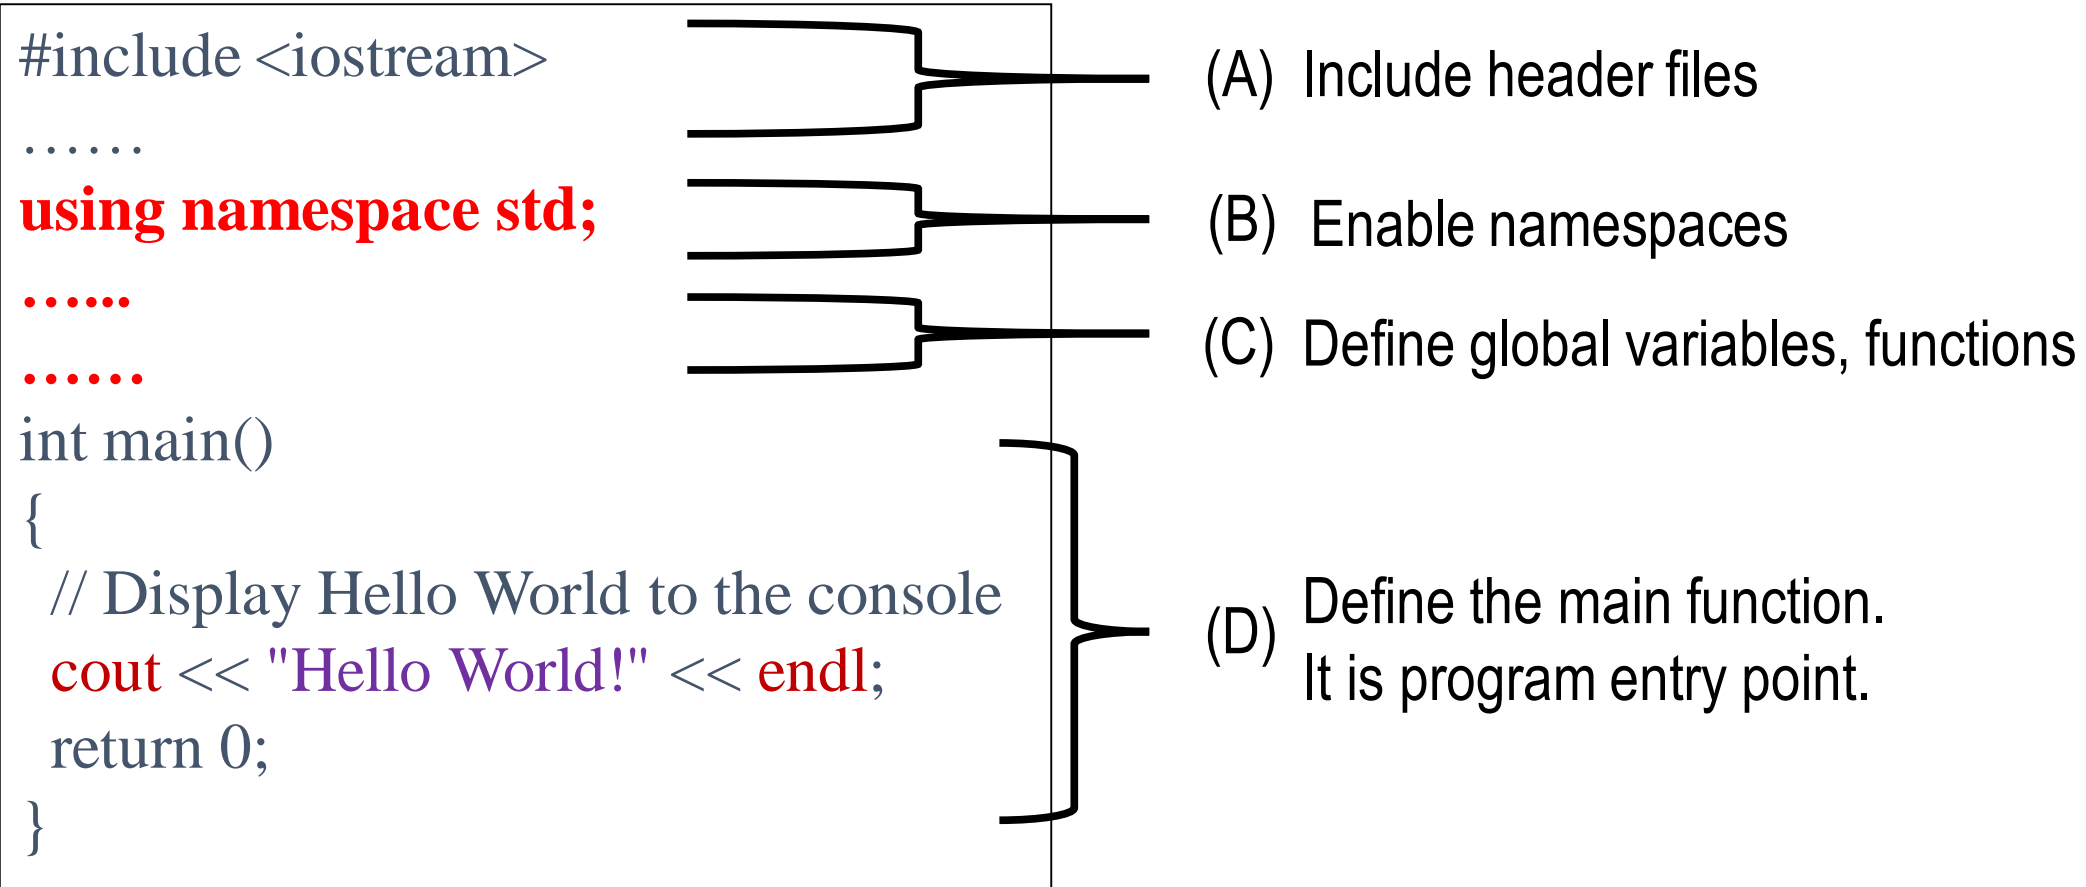 #include <iostream>
……
using namespace std;
…...
……
int main()
{
// Display Hello World to the console
cout << "Hello World!" << endl;
return 0;
}
(A) Include header files
(B) Enable namespaces
(C) Define global variables, functions
(D) Define the main function.
It is program entry point.